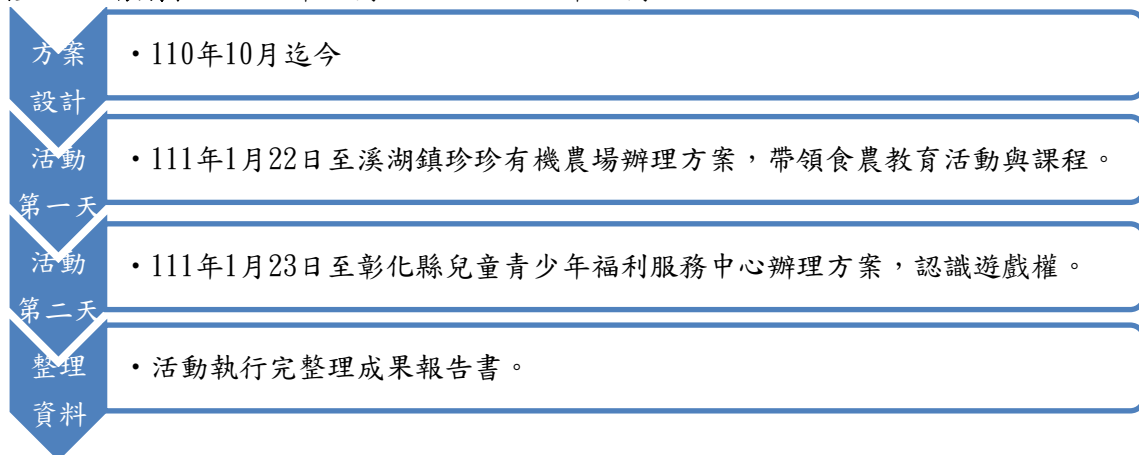 方案
設計
•110年10月迄今
活動
第一天
•111年1月22日至溪湖鎮珍珍有機農場辦理方案，帶領食農教育活動與課程。
活動
第二天
•111年1月23日至彰化縣兒童青少年福利服務中心辦理方案，認識遊戲權。
整理
資料
•活動執行完整理成果報告書。